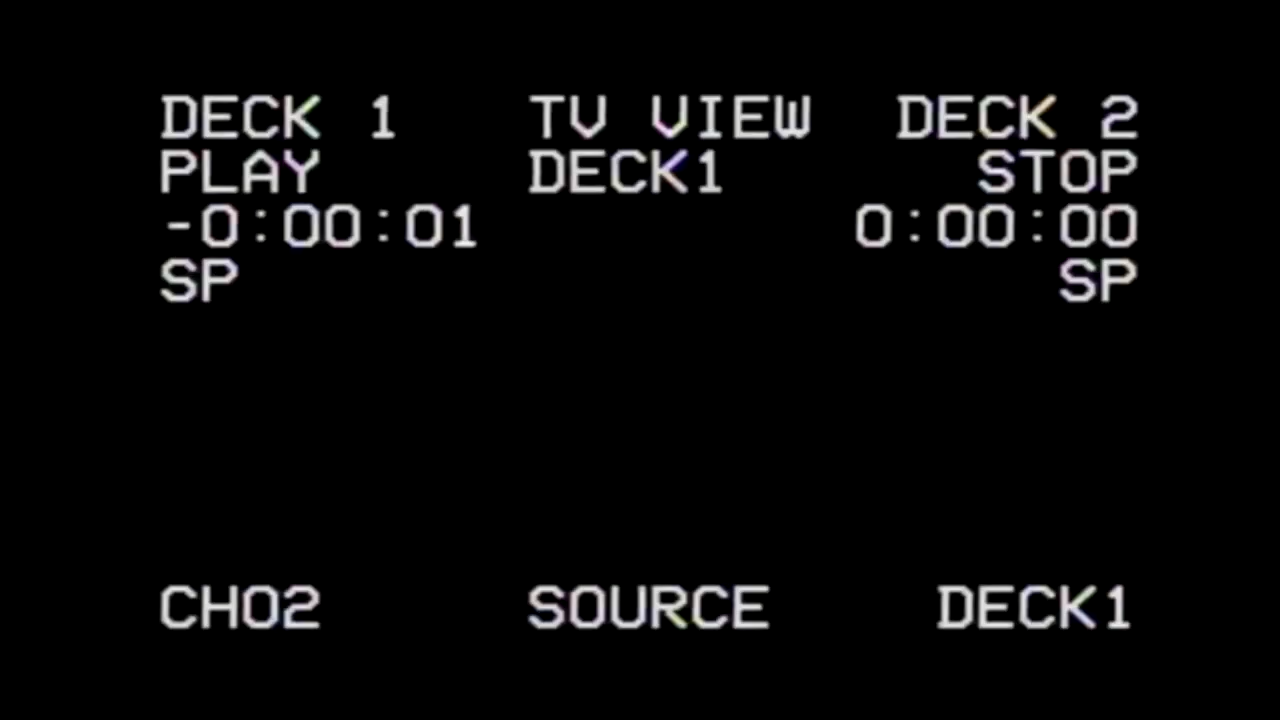 DECK 1 TV VIEW DECK 2
PLAY DECK1 STOP
-0:00:01 0:00:00
SP SP
CH02 SOURCE DECK1